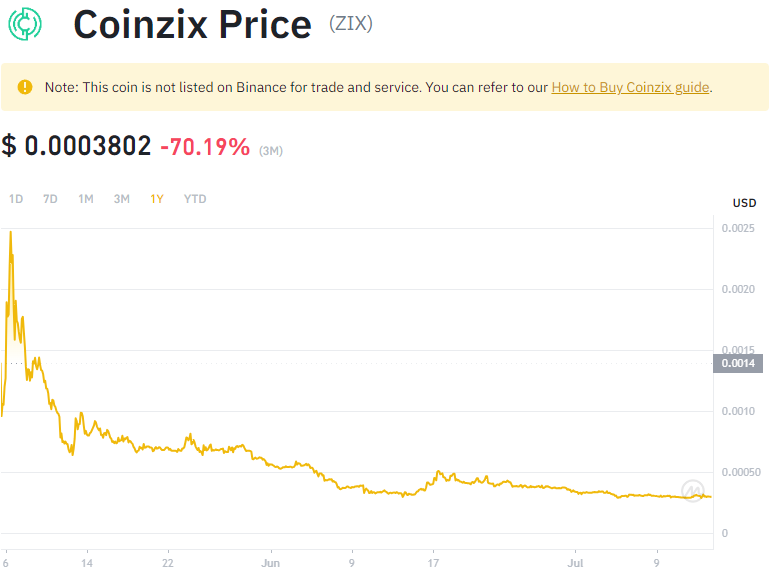 Coinzix Price (ZIX)
Note: This coin is not listed on Binance for trade and service. You can refer to our How to Buy Coinzix guide.
$ 0.0003802 -70.19% (3M)
1D 7D 1M 3M 1Y YTD
USD
0.0025
0.0020
0.0015
0.0014
0.0010
0.00050
0
6 14 22 Jun 9 17 Jul 9